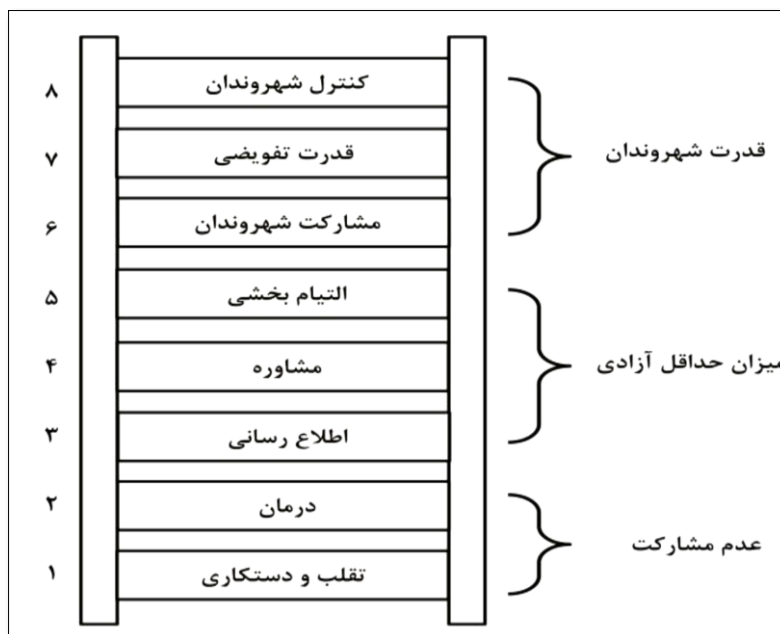 ۸ کنترل شهروندان
۷ قدرت تفویضی
۶ مشارکت شهروندان
قدرت شهروندان
۵ التیام بخشی
۴ مشاوره
۳ اطلاع رسانی
میزان حداقل آزادی
۲ درمان
۱ تقلب و دستکاری
عدم مشارکت